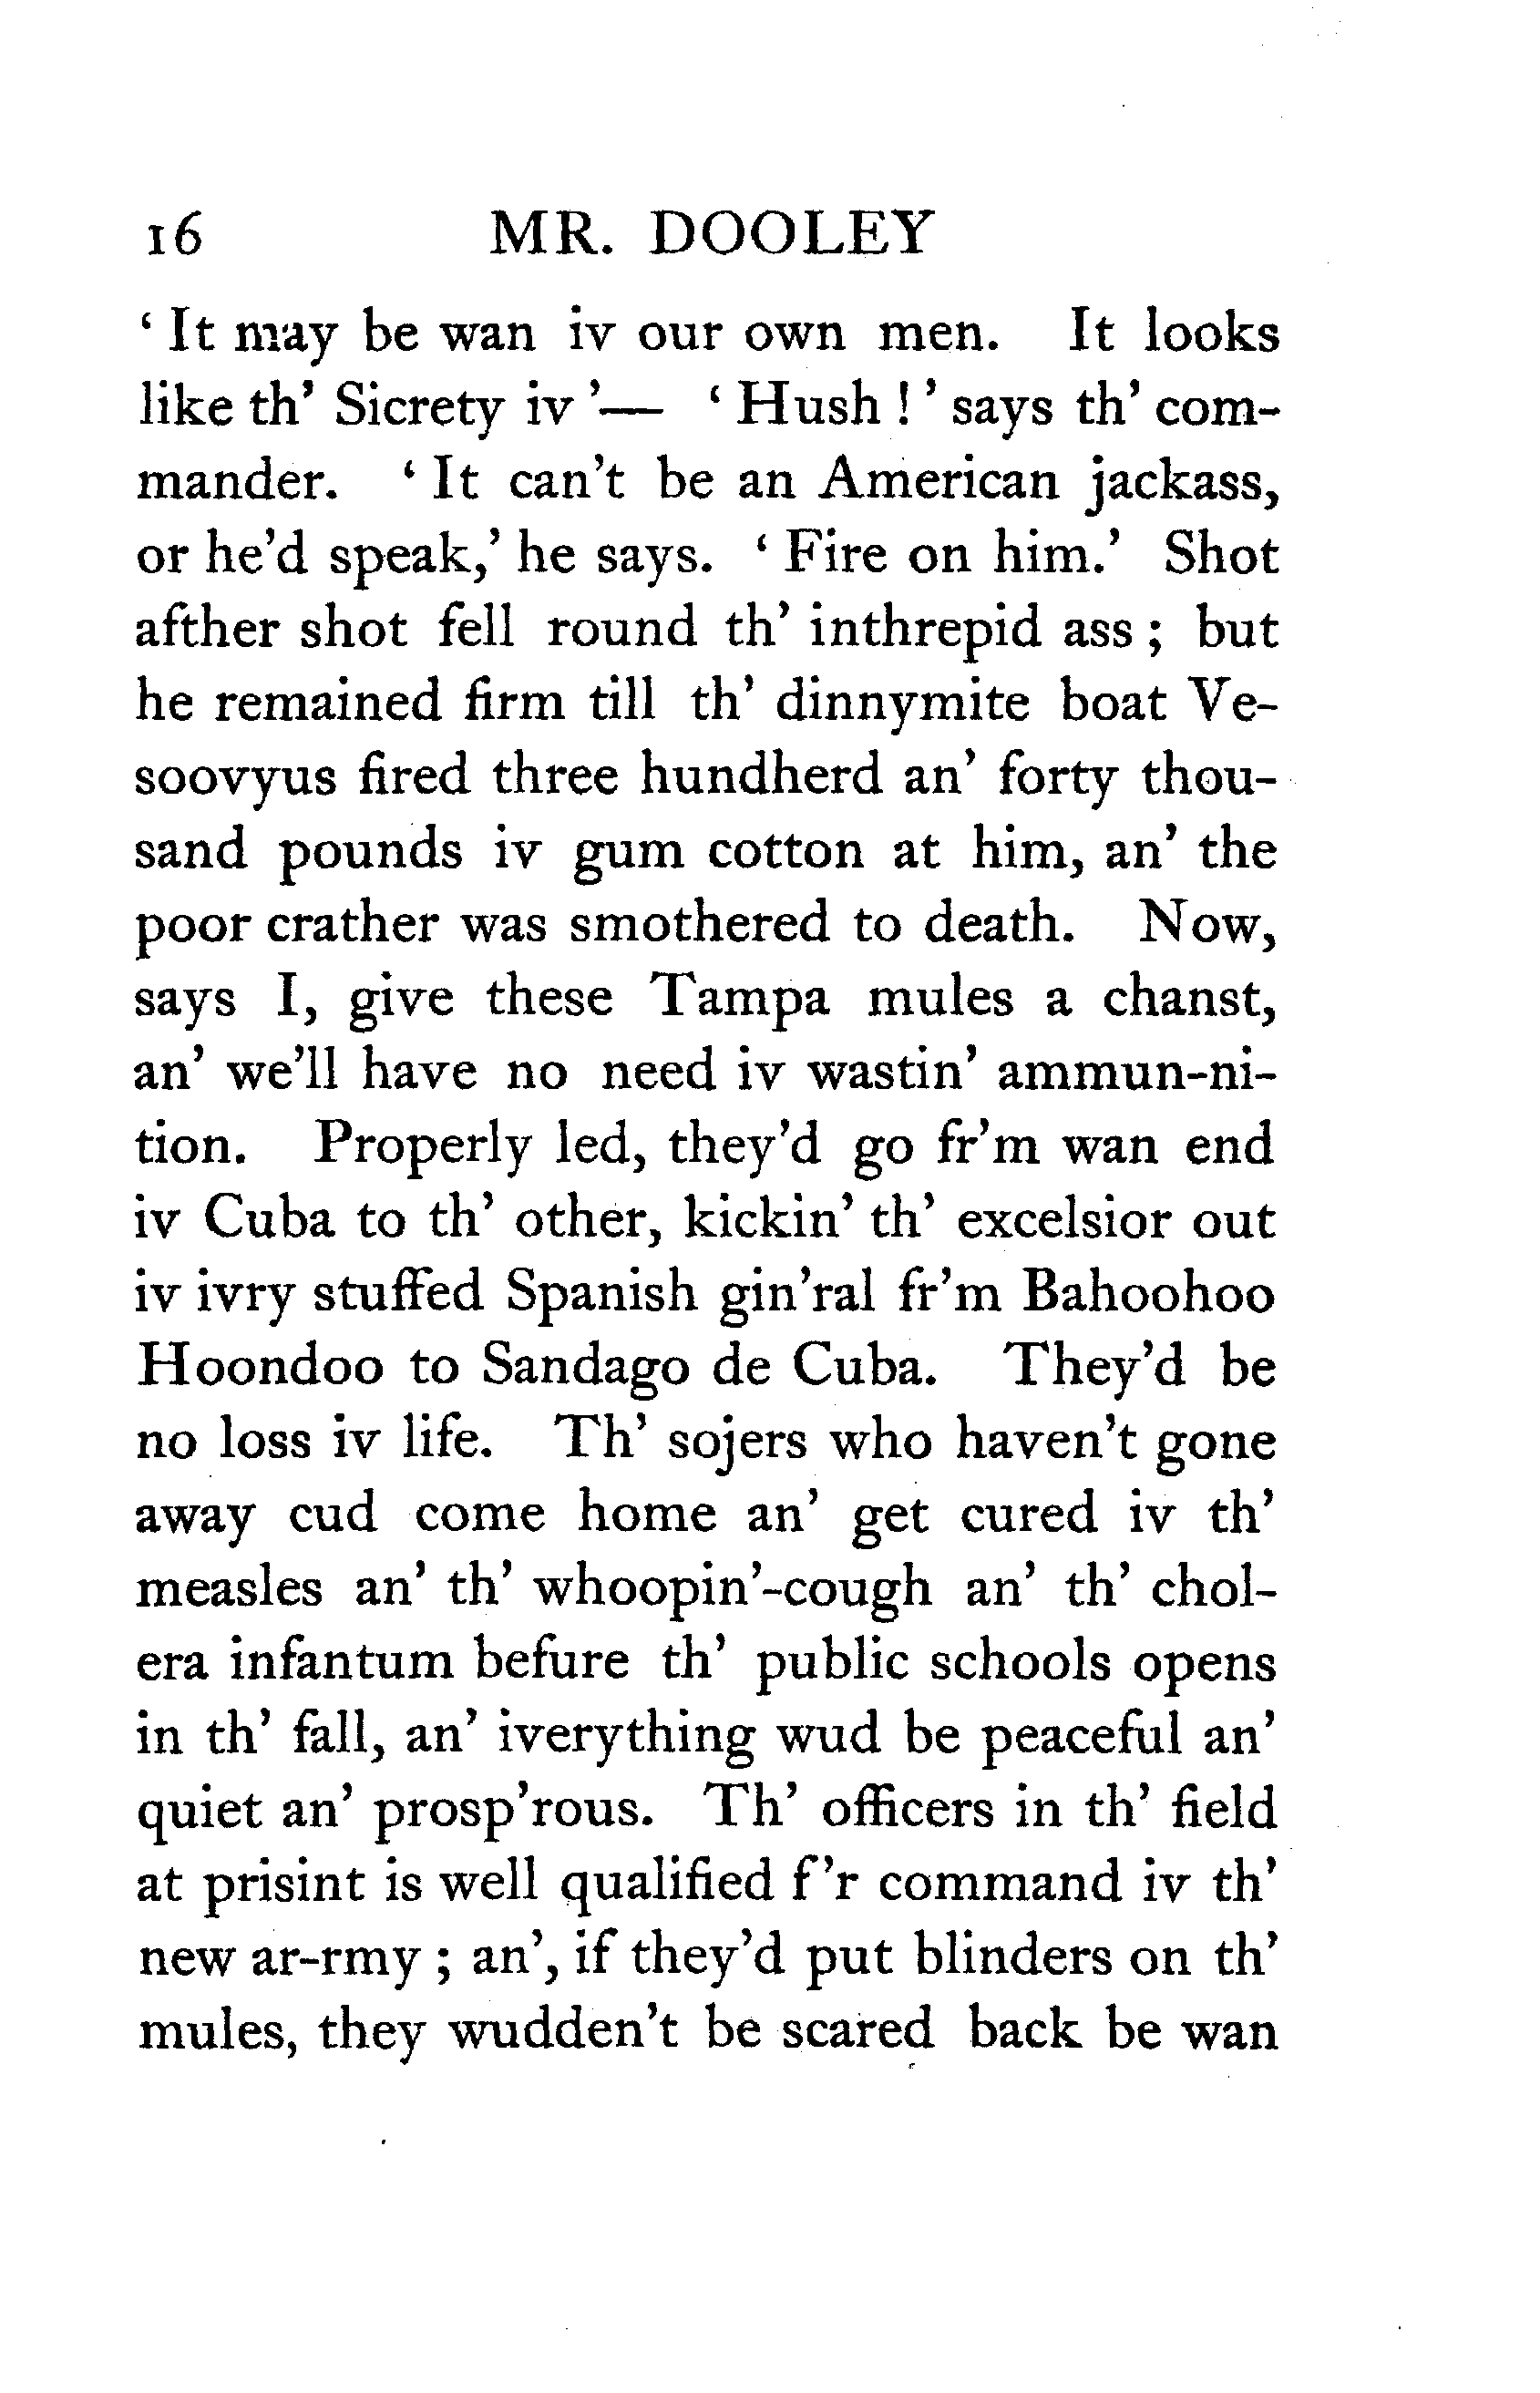 16 MR. DOOLEY
‘ It may be wan iv our own men. It looks
like th’ Sicrety iv ’— ‘ Hush ! ’ says th’ com-
mander. ‘ It can’t be an American jackass,
or he’d speak,’ he says. ‘ Fire on him.’ Shot
afther shot fell round th’ inthrepid ass ; but
he remained firm till th’ dinnymite boat Ve-
soovyus fired three hundherd an’ forty thou-
sand pounds iv gum cotton at him, an’ the
poor crather was smothered to death. Now,
says I, give these Tampa mules a chanst,
an’ we’ll have no need iv wastin’ ammun-ni-
tion. Properly led, they’d go fr’m wan end
iv Cuba to th’ other, kickin’ th’ excelsior out
iv ivry stuffed Spanish gin’ral fr’m Bahoohoo
Hoondoo to Sandago de Cuba. They’d be
no loss iv life. Th’ sojers who haven’t gone
away cud come home an’ get cured iv th’
measles an’ th’ whoopin’-cough an’ th’ chol-
era infantum befure th’ public schools opens
in th’ fall, an’ iverything wud be peaceful an’
quiet an’ prosp’rous. Th’ officers in th’ field
at prisint is well qualified f’r command iv th’
new ar-rmy ; an’, if they’d put blinders on th’
mules, they wudden’t be scared back be wan